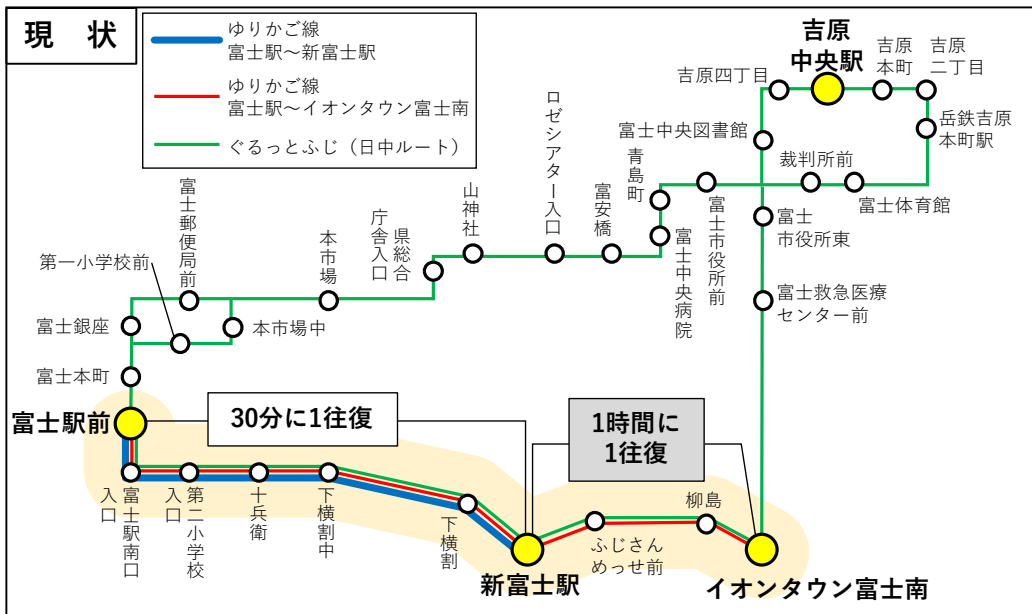 現　状
ゆりかご線
富士駅～新富士駅
ゆりかご線
富士駅～イオンタウン富士南
ぐるっとふじ（日中ルート）
吉原
中央駅
吉原四丁目
吉原
本町
吉原
二丁目
岳鉄吉原
本町駅
富士中央図書館
裁判所前
富士体育館
富士
市役所東
富士救急医療
センター前
富士市役所前
青島町
富士中央病院
富安橋
ロゼシアター入口
山神社
県総合
庁舎入口
本市場
富士郵便局前
第一小学校前
本市場中
富士銀座
富士本町
富士駅前
30分に1往復
1時間に
1往復
富士駅南口
入口
第二小学校
入口
十兵衛
下横割中
下横割
新富士駅
ふじさん
めっせ前
柳島
イオンタウン富士南